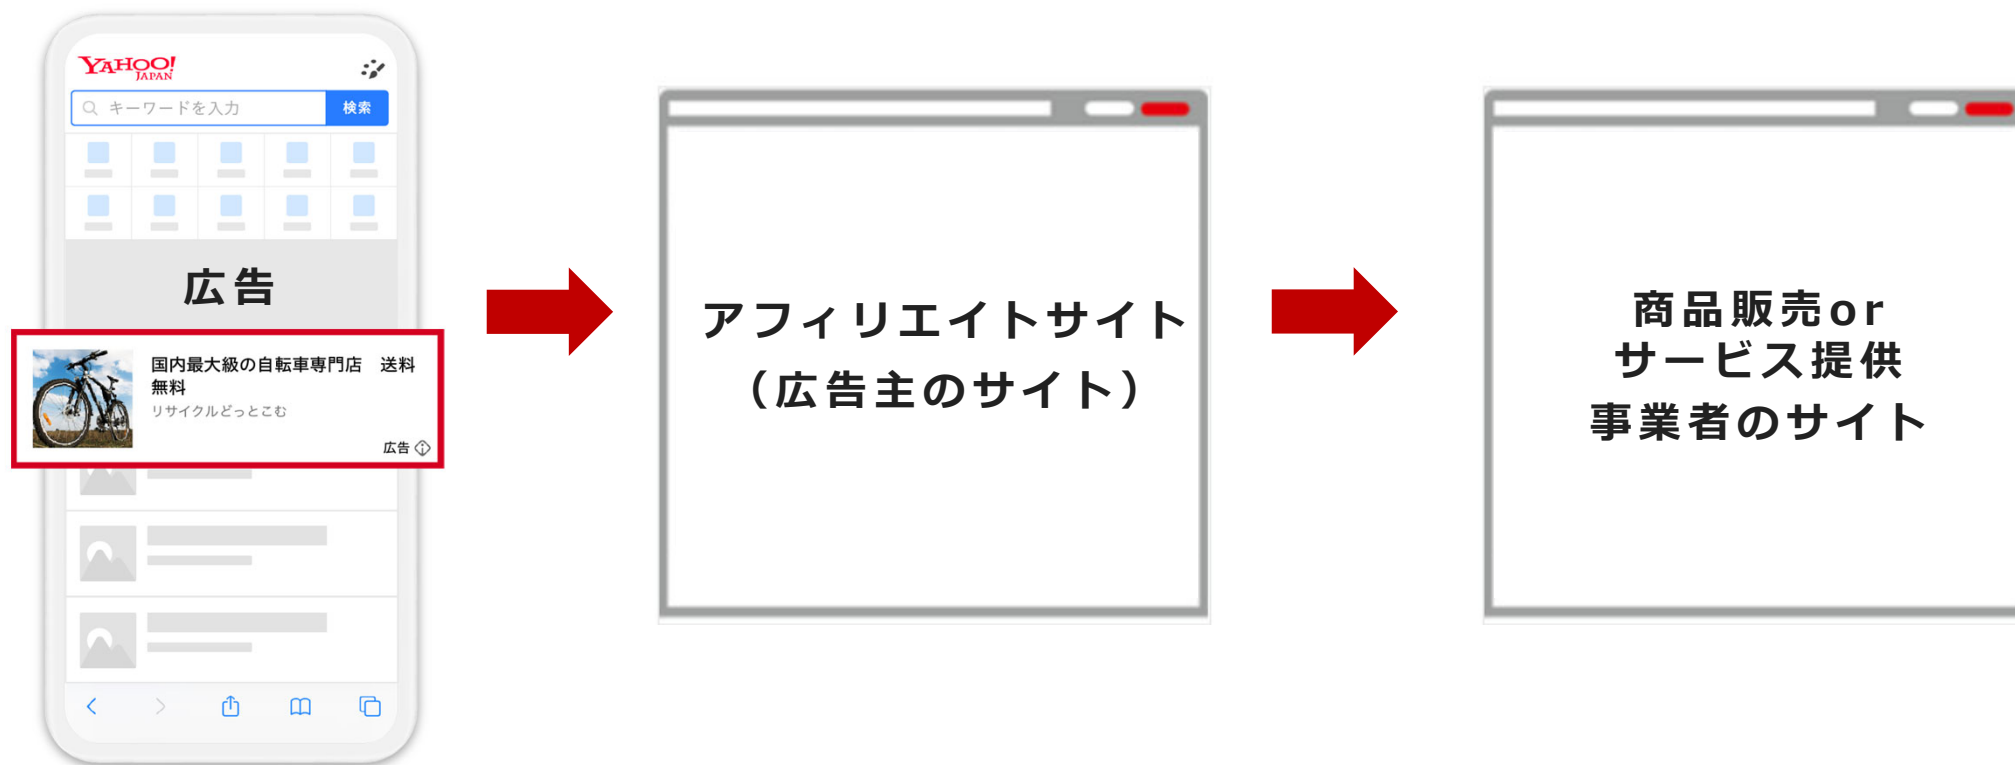 YAHOO!
JAPAN
キーワードを入力
検索
広告
国内最大級の自転車専門店　送料
無料
リサイクルどっとこむ
広告
アフィリエイトサイト
（広告主のサイト）
商品販売or
サービス提供
事業者のサイト